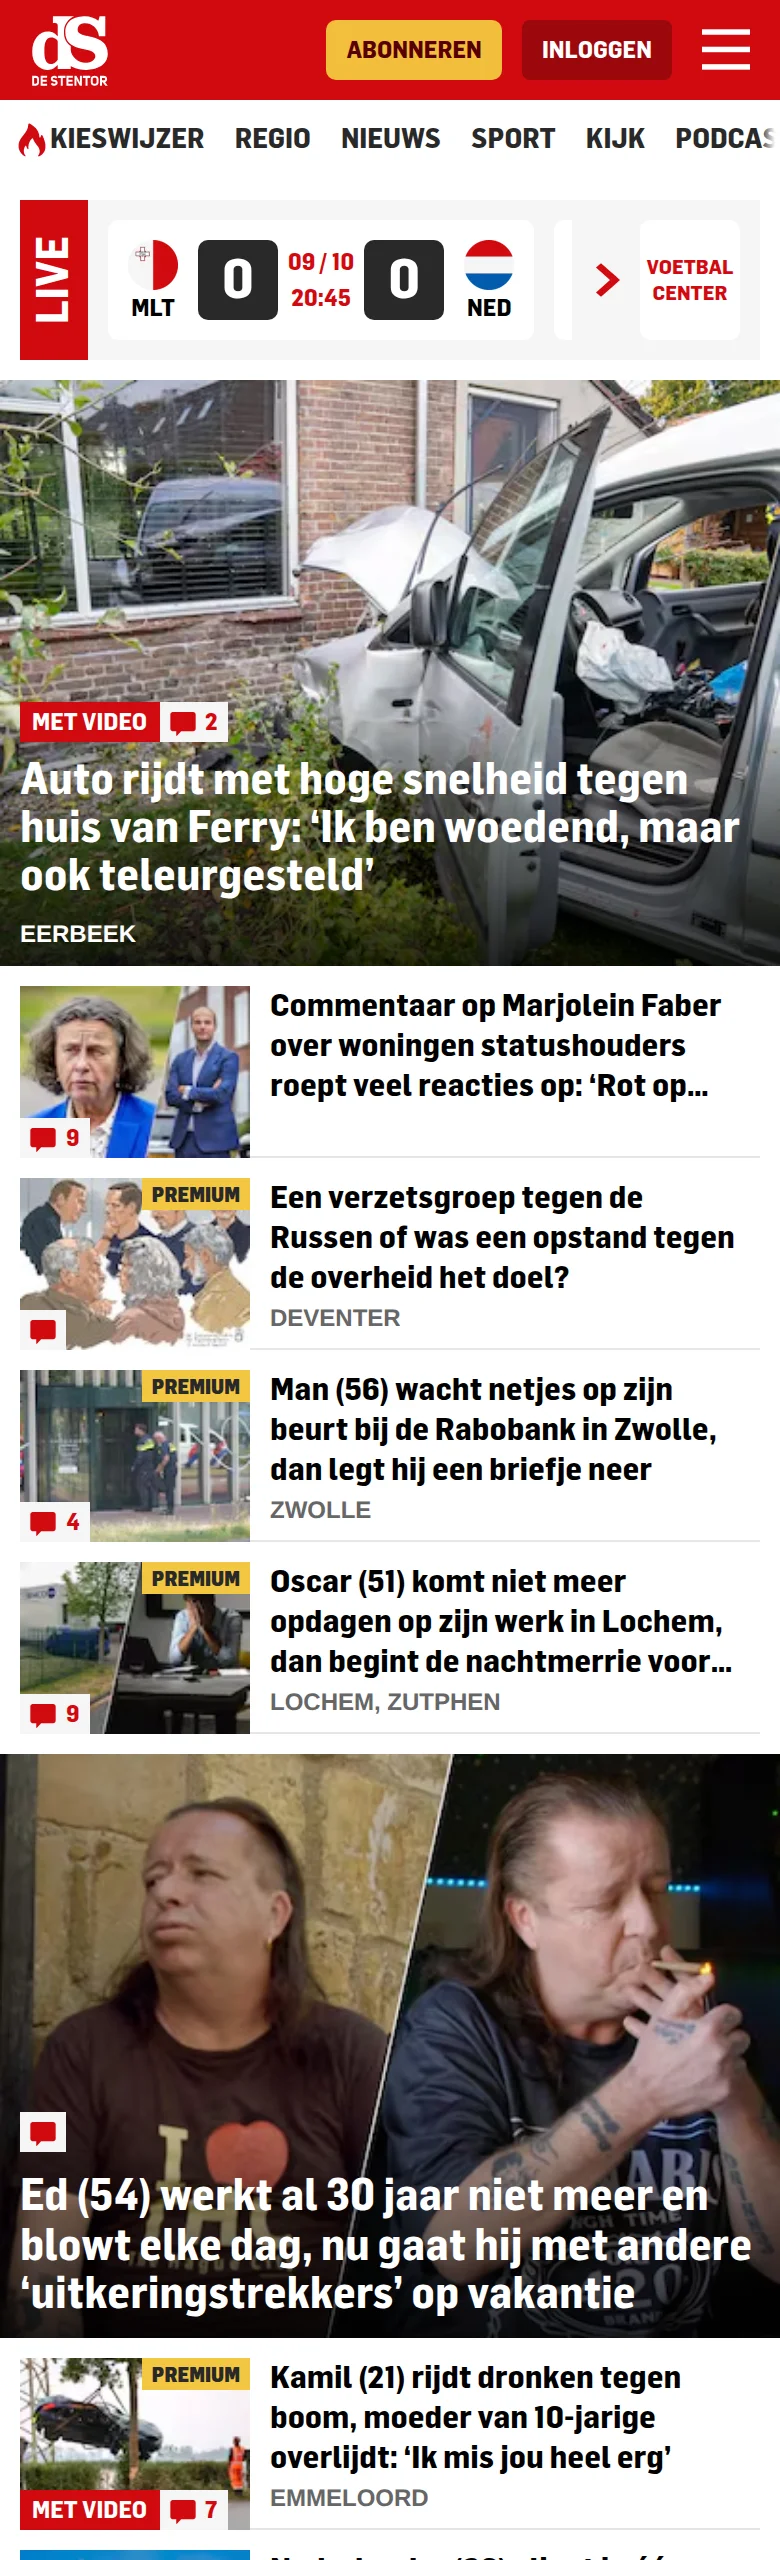 dS
DE STENTOR
ABONNEREN
INLOGGEN
KIESWIJZER REGIO NIEUWS SPORT KIJK PODCAS
LIVE
MLT
0
09 / 10
20:45
0
NED
VOETBAL
CENTER
MET VIDEO
2
Auto rijdt met hoge snelheid tegen
huis van Ferry: ‘Ik ben woedend, maar
ook teleurgesteld’
EERBEEK
9
Commentaar op Marjolein Faber
over woningen statushouders
roept veel reacties op: ‘Rot op...
PREMIUM
Een verzetsgroep tegen de
Russen of was een opstand tegen
de overheid het doel?
DEVENTER
PREMIUM
4
Man (56) wacht netjes op zijn
beurt bij de Rabobank in Zwolle,
dan legt hij een briefje neer
ZWOLLE
PREMIUM
9
Oscar (51) komt niet meer
opdagen op zijn werk in Lochem,
dan begint de nachtmerrie voor...
LOCHEM, ZUTPHEN
I
Ed (54) werkt al 30 jaar niet meer en
blowt elke dag, nu gaat hij met andere
‘uitkeringstrekkers’ op vakantie
PREMIUM
MET VIDEO
7
Kamil (21) rijdt dronken tegen
boom, moeder van 10-jarige
overlijdt: ‘Ik mis jou heel erg’
EMMELOORD